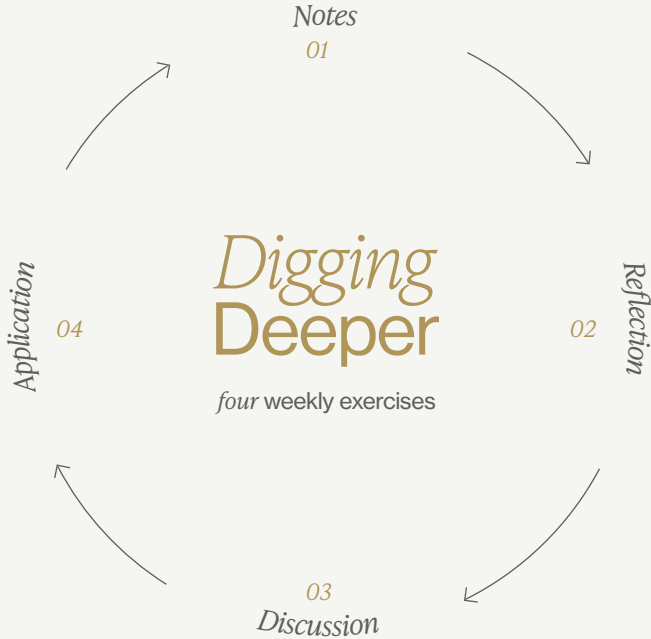 Notes
01
Reflection
02
Digging
Deeper
four weekly exercises
Application
04
03
Discussion